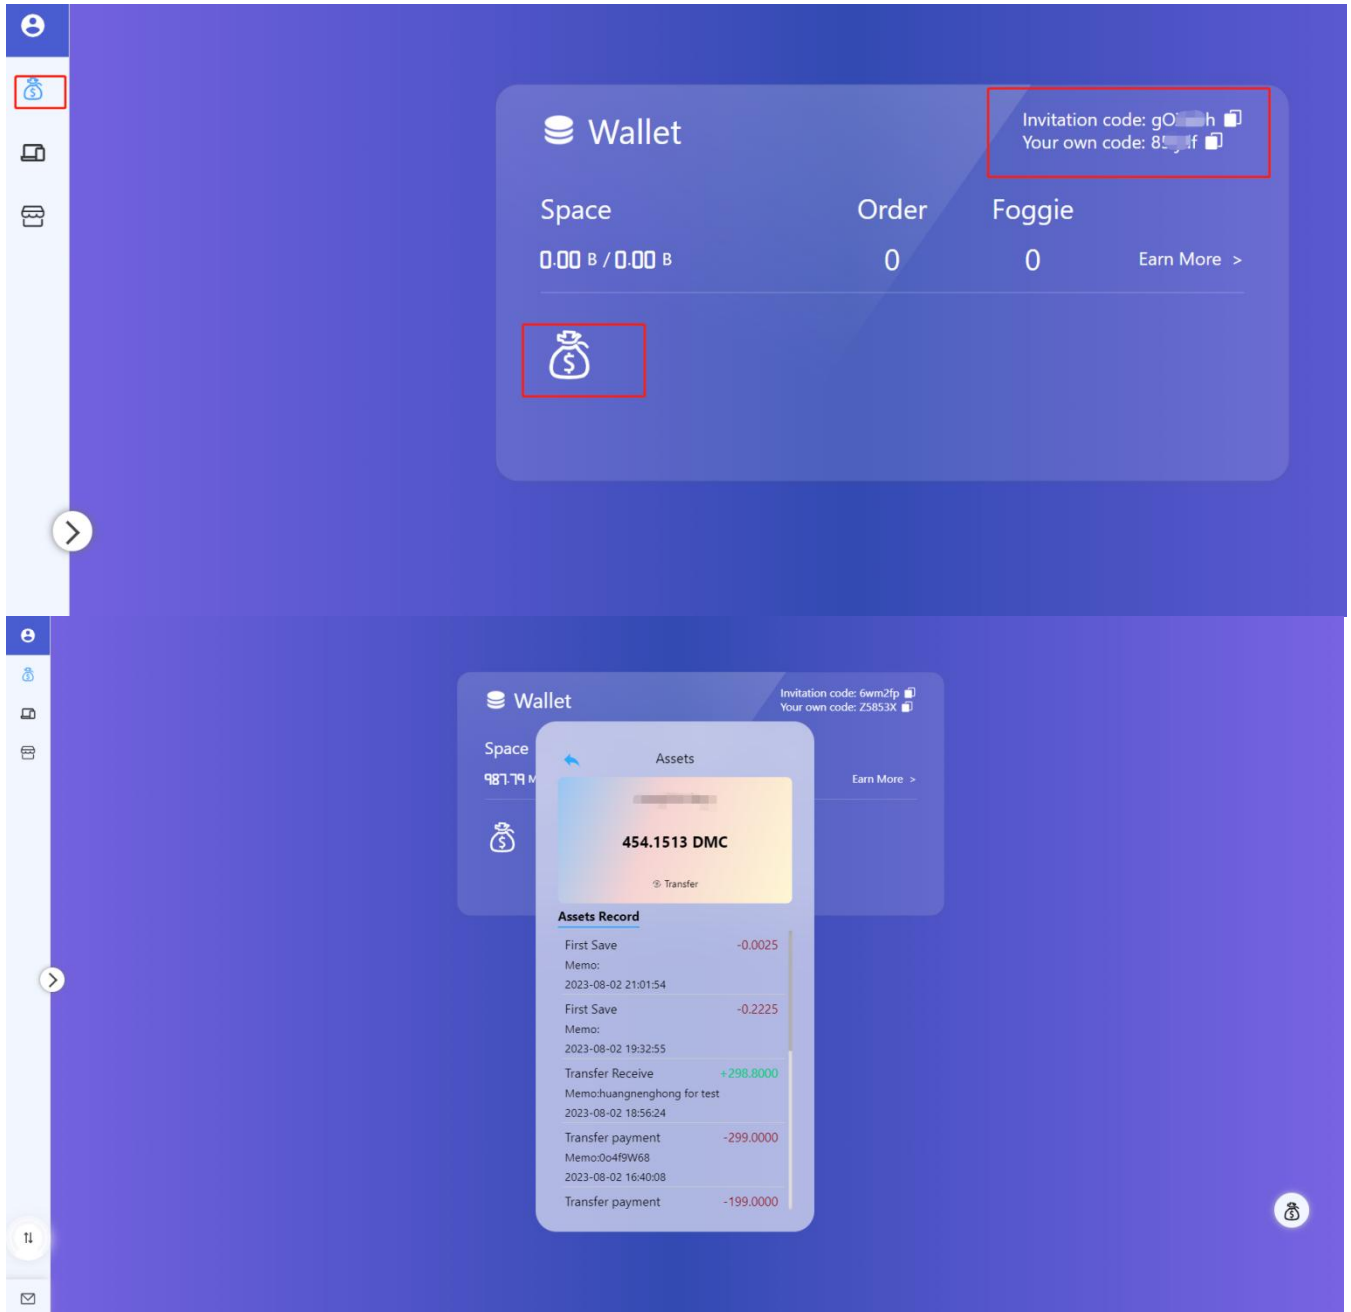 Wallet
Invitation code:
Your own code:
Space
Order
Foggie
0.00 B / 0.00 B
0
0
Earn More >
Wallet
Invitation code: 6wm2fp
Your own code: Z5853X
Space
987.79
Earn More >
Assets
454.1513 DMC
Transfer
Assets Record
First Save -0.0025
Memo:
2023-08-02 21:01:54
First Save -0.2225
Memo:
2023-08-02 19:32:55
Transfer Receive +298.8000
Memo:huangnenghong for test
2023-08-02 18:56:24
Transfer payment -299.0000
Memo:0o4f9W68
2023-08-02 16:40:08
Transfer payment -199.0000